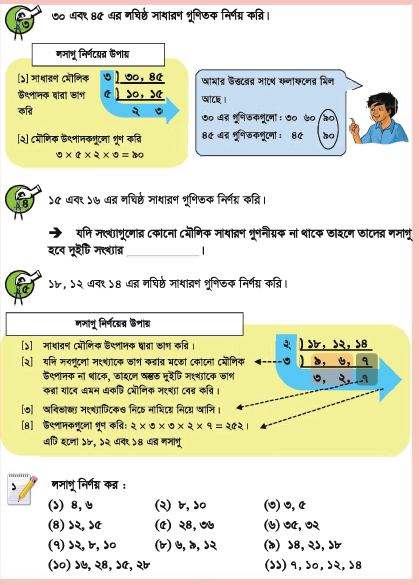 ৩ ৩০ এবং ৪৫ এর লঘিষ্ঠ সাধারণ গুণিতক নির্ণয় করি।
লসাগু নির্ণয়ের উপায়
[১] সাধারণ মৌলিক উৎপাদক দ্বারা ভাগ করি
৩ ) ৩০, ৪৫
৫ ) ১০, ১৫
২ ৩
[২] মৌলিক উৎপাদকগুলো গুণ করি
৩ × ৫ × ২ × ৩ = ৯০
আমার উত্তরের সাথে ফলাফলের মিল
আছে।
৩০ এর গুণিতকগুলো : ৩০ ৬০ ৯০
৪৫ এর গুণিতকগুলো : ৪৫ ৯০
৪ ১৫ এবং ১৬ এর লঘিষ্ঠ সাধারণ গুণিতক নির্ণয় করি।
➔ যদি সংখ্যাগুলোর কোনো মৌলিক সাধারণ গুণনীয়ক না থাকে তাহলে তাদের লসাগু
হবে দুইটি সংখ্যার ____________ ।
৫ ১৮, ১২ এবং ১৪ এর লঘিষ্ঠ সাধারণ গুণিতক নির্ণয় করি।
লসাগু নির্ণয়ের উপায়
[১] সাধারণ মৌলিক উৎপাদক দ্বারা ভাগ করি।
[২] যদি সবগুলো সংখ্যাকে ভাগ করার মতো কোনো মৌলিক
উৎপাদক না থাকে, তাহলে অন্তত দুইটি সংখ্যাকে ভাগ
করা যাবে এমন একটি মৌলিক সংখ্যা বের করি।
[৩] অবিভাজ্য সংখ্যাটিকেও নিচে নামিয়ে নিয়ে আসি।
[৪] উৎপাদকগুলো গুণ করি: ২ × ৩ × ৩ × ২ × ৭ = ২৫২।
এটি হলো ১৮, ১২ এবং ১৪ এর লসাগু
২ ) ১৮, ১২, ১৪
৩ ) ৯, ৬, ৭
৩, ২, ৭
১ লসাগু নির্ণয় কর :
(১) ৪, ৬ (২) ৮, ১০ (৩) ৩, ৫
(৪) ১২, ১৫ (৫) ২৪, ৩৬ (৬) ৩৫, ৩২
(৭) ১২, ৮, ১০ (৮) ৬, ৯, ১২ (৯) ১৪, ২১, ১৮
(১০) ১৬, ২৪, ১৫, ২৮ (১১) ৭, ১০, ১২, ১৪